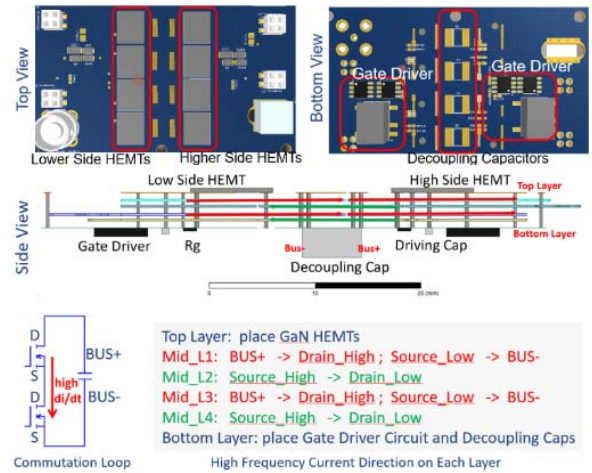 Top View
Lower Side HEMTs
Higher Side HEMTs
Bottom View
Gate Driver
Gate Driver
Decoupling Capacitors
Side View
Low Side HEMT
High Side HEMT
Top Layer
Bottom Layer
Gate Driver
Rg
Bus-
Bus+
Driving Cap
Decoupling Cap
0
10
20 (mm)
D
S
D
S
high
di/dt
BUS+
BUS-
Commutation Loop
Top Layer: place GaN HEMTs
Mid_L1: BUS+ -> Drain_High ; Source_Low -> BUS-
Mid_L2: Source_High -> Drain_Low
Mid_L3: BUS+ -> Drain_High ; Source_Low -> BUS-
Mid_L4: Source_High -> Drain_Low
Bottom Layer: place Gate Driver Circuit and Decoupling Caps
High Frequency Current Direction on Each Layer